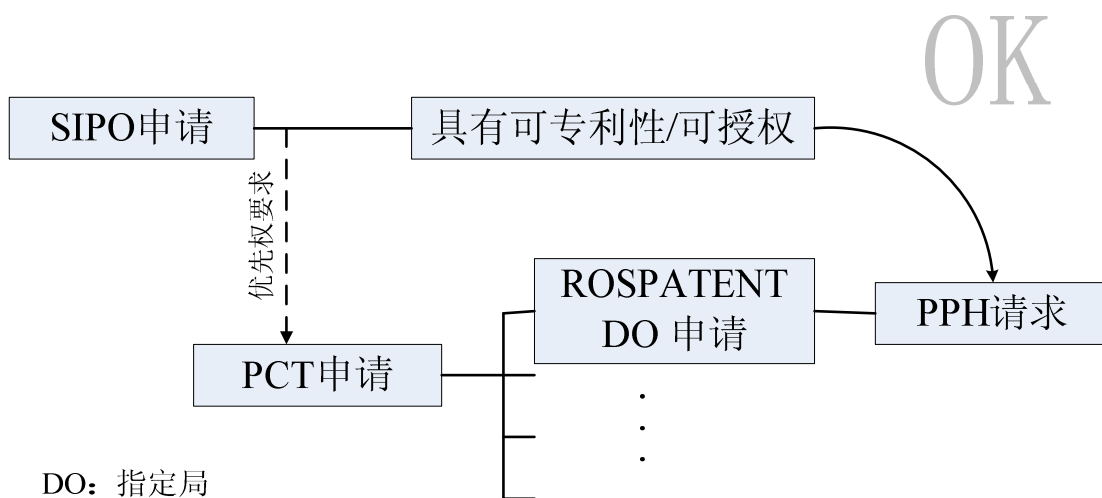 OK
SIPO申请
具有可专利性/可授权
优先权要求
ROSPATENT
DO 申请
PPH请求
PCT申请
DO：指定局